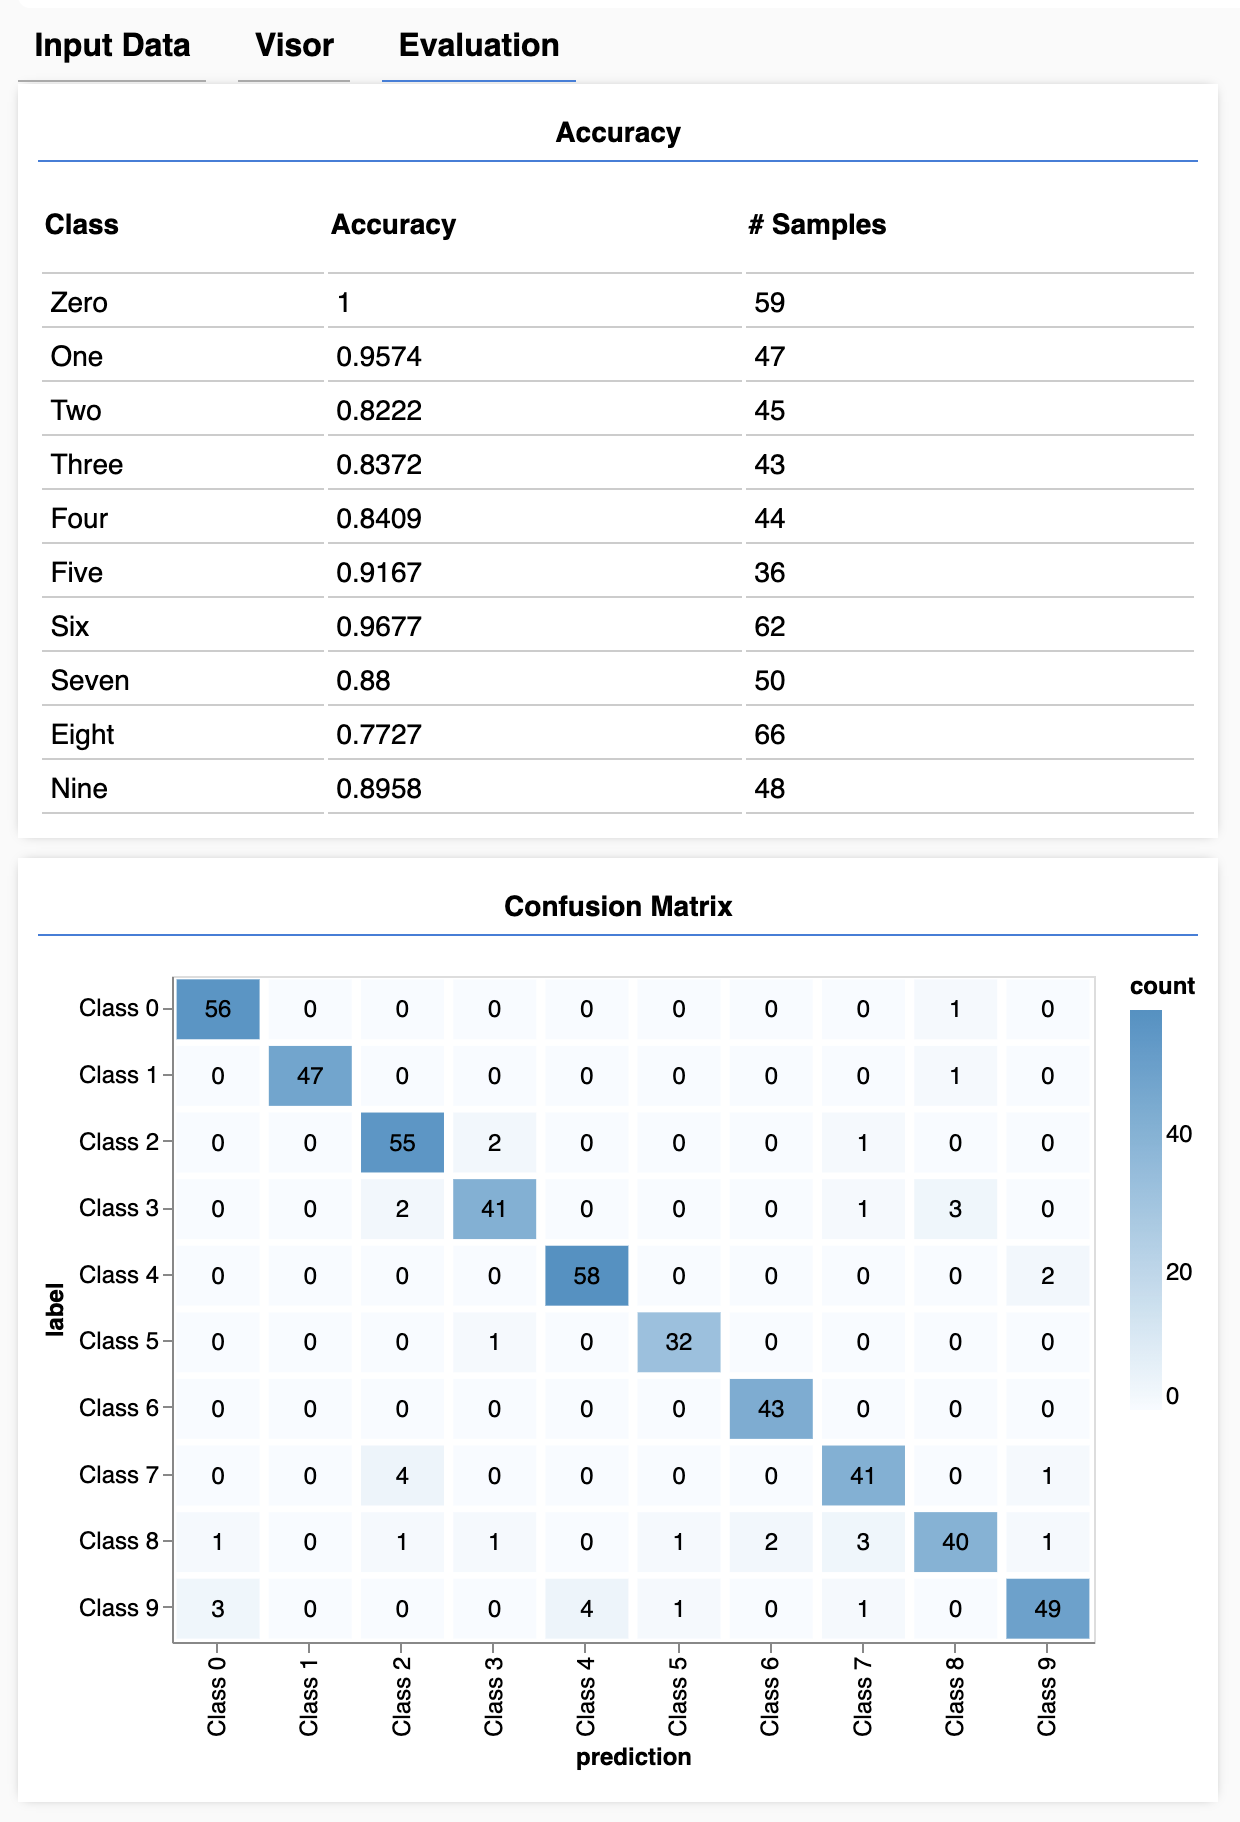 Input Data Visor Evaluation
Accuracy
Class Accuracy # Samples
Zero 1 59
One 0.9574 47
Two 0.8222 45
Three 0.8372 43
Four 0.8409 44
Five 0.9167 36
Six 0.9677 62
Seven 0.88 50
Eight 0.7727 66
Nine 0.8958 48
Confusion Matrix
count
Class 0 56 0 0 0 0 0 0 0 1 0
Class 1 0 47 0 0 0 0 0 0 1 0
Class 2 0 0 55 2 0 0 0 1 0 0
40
Class 3 0 0 2 41 0 0 0 1 3 0
Class 4 0 0 0 0 58 0 0 0 0 2
20
label
Class 5 0 0 0 1 0 32 0 0 0 0
Class 6 0 0 0 0 0 0 43 0 0 0
0
Class 7 0 0 4 0 0 0 0 41 0 1
Class 8 1 0 1 1 0 1 2 3 40 1
Class 9 3 0 0 0 4 1 0 1 0 49
Class 0 Class 1 Class 2 Class 3 Class 4 Class 5 Class 6 Class 7 Class 8 Class 9
prediction